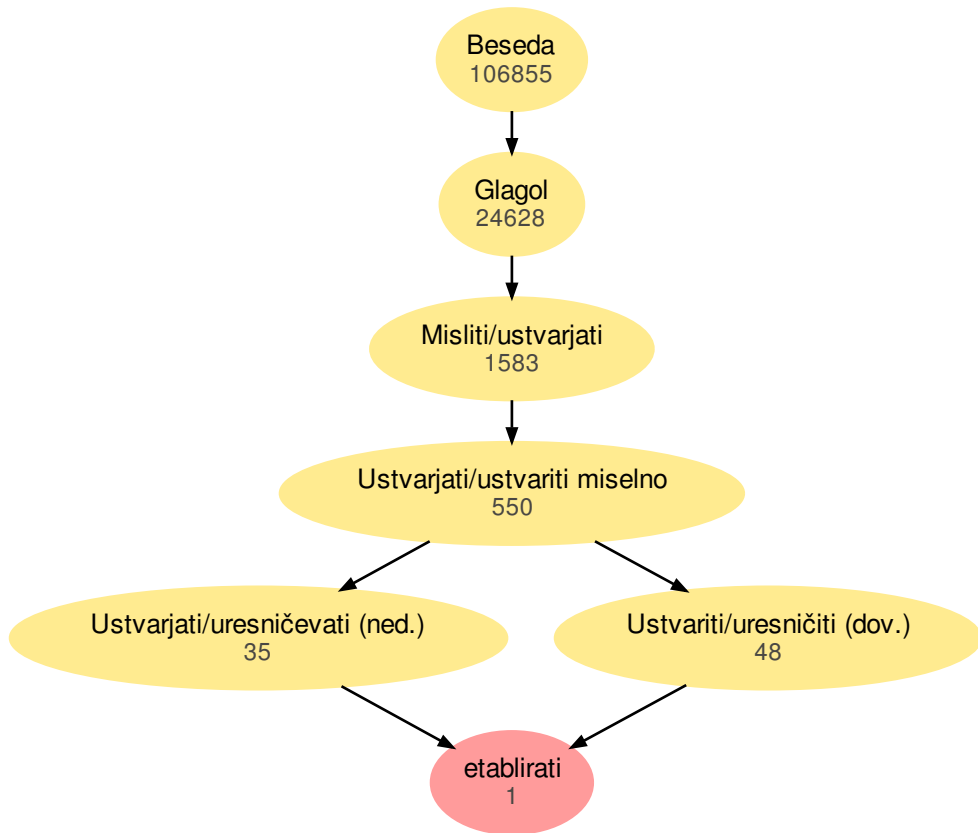 Beseda
106855
Glagol
24628
Misliti/ustvarjati
1583
Ustvarjati/ustvariti miselno
550
Ustvarjati/uresničevati (ned.)
35
Ustvariti/uresničiti (dov.)
48
etablirati
1